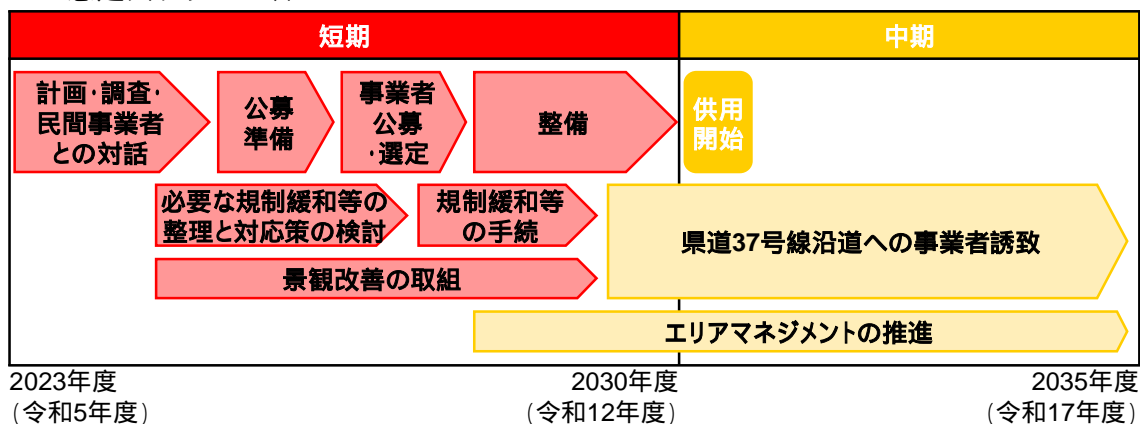 短期
中期
計画・調査・
民間事業者
との対話
公募
準備
事業者
公募
・選定
整備
供用
開始
必要な規制緩和等の
整理と対応策の検討
規制緩和等
の手続
県道37号線沿道への事業者誘致
景観改善の取組
エリアマネジメントの推進
2023年度
(令和5年度)
2030年度
(令和12年度)
2035年度
(令和17年度)